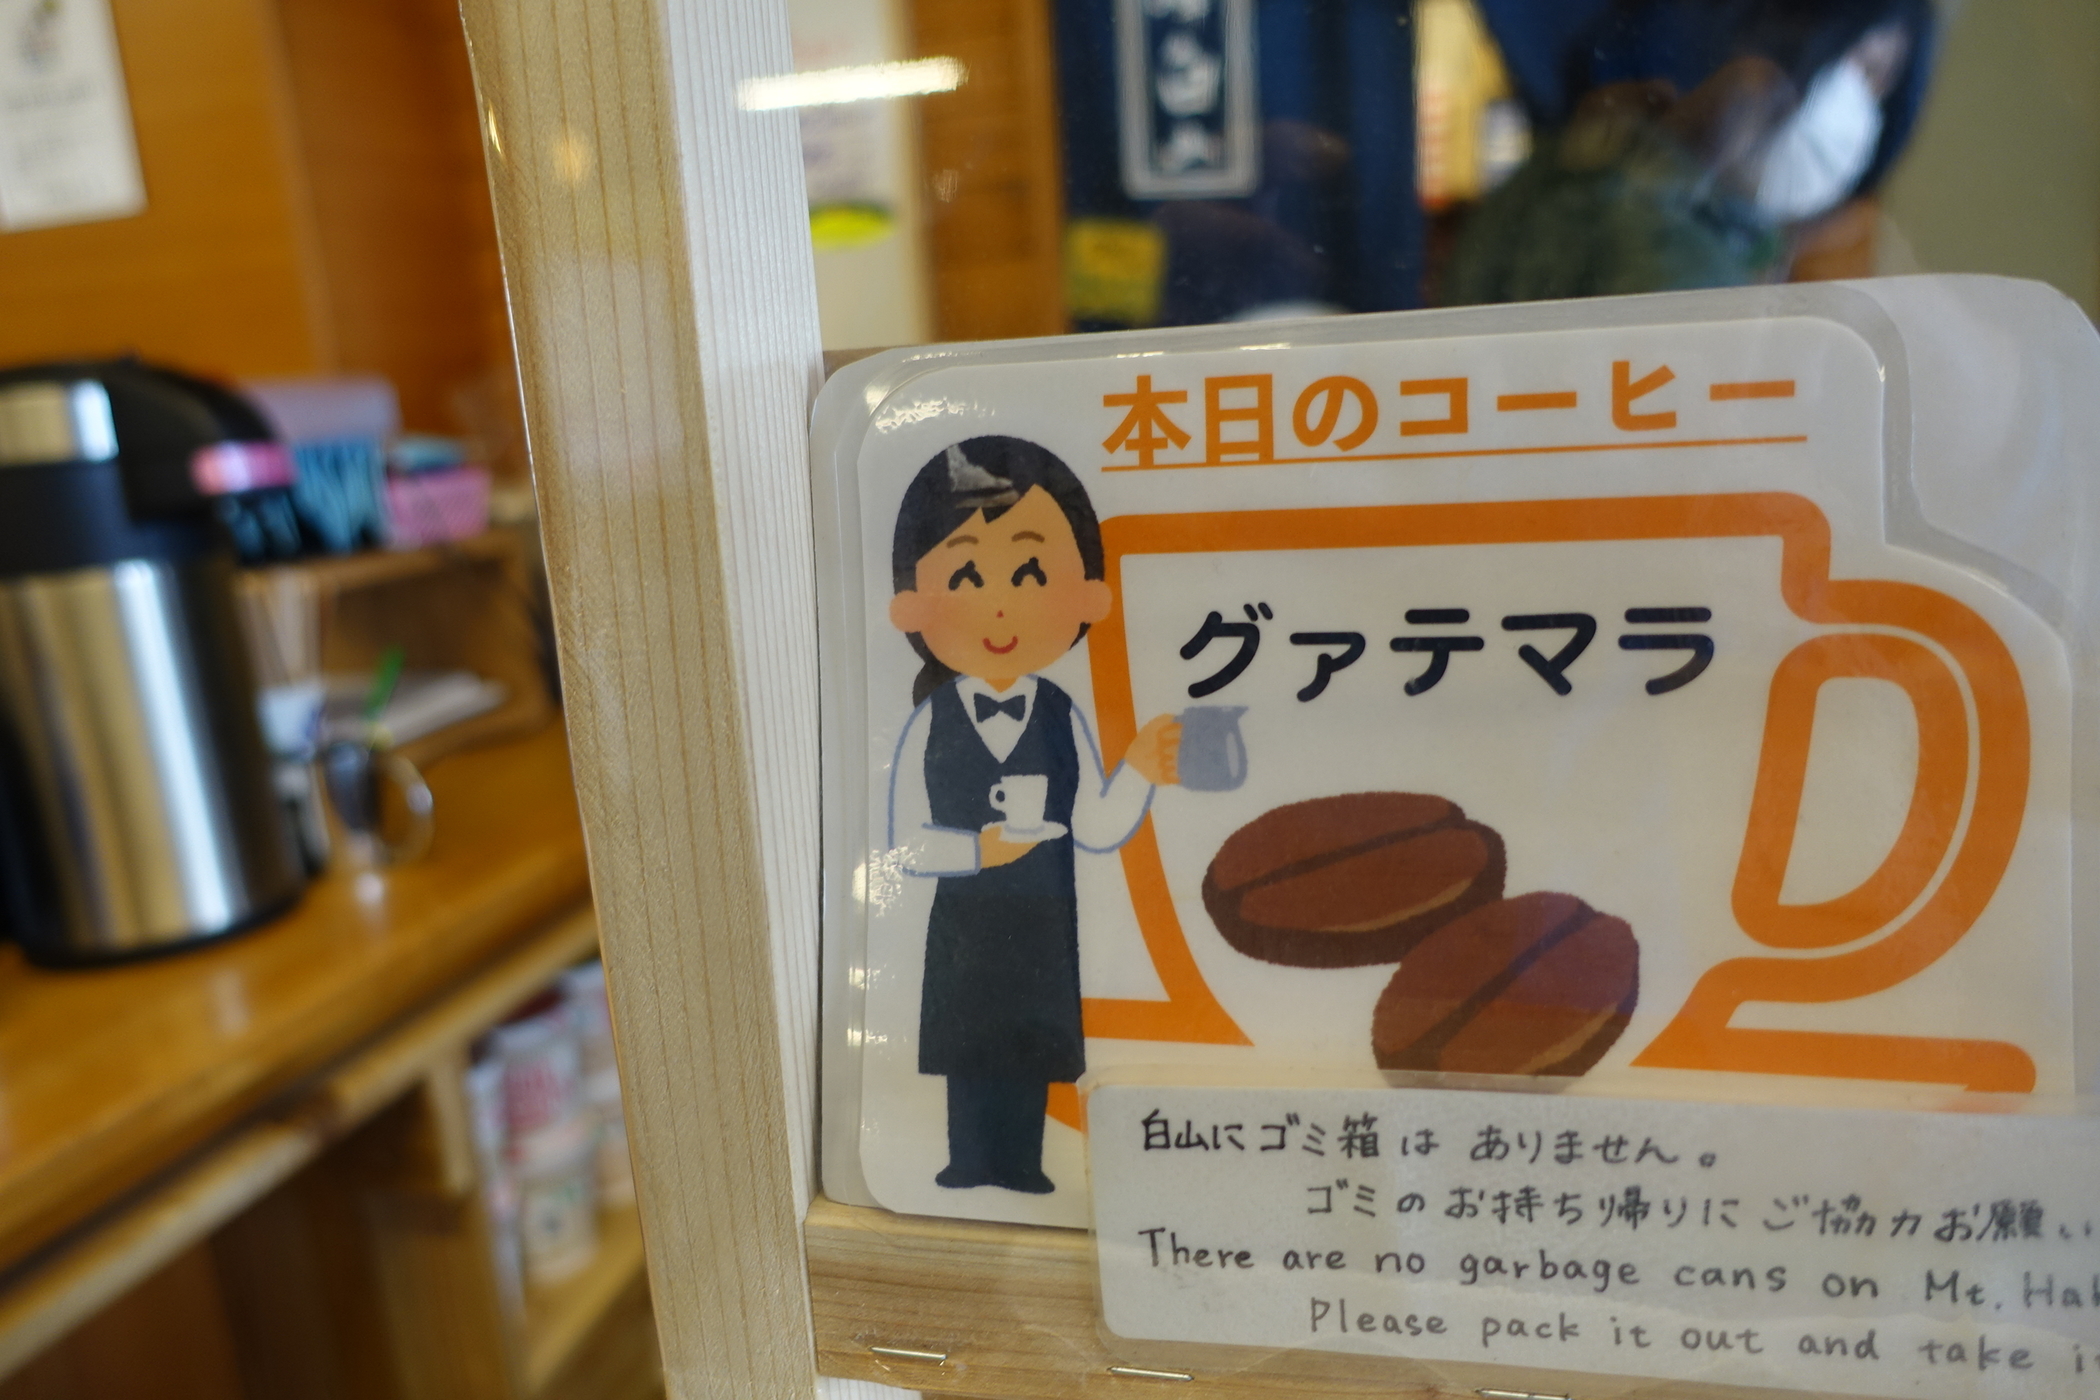 本日のコーヒー
グァテマラ
白山にゴミ箱はありません。
ゴミのお持ち帰りにご協力お願い
There are no garbage cans on Mt. Hak
Please pack it out and take it